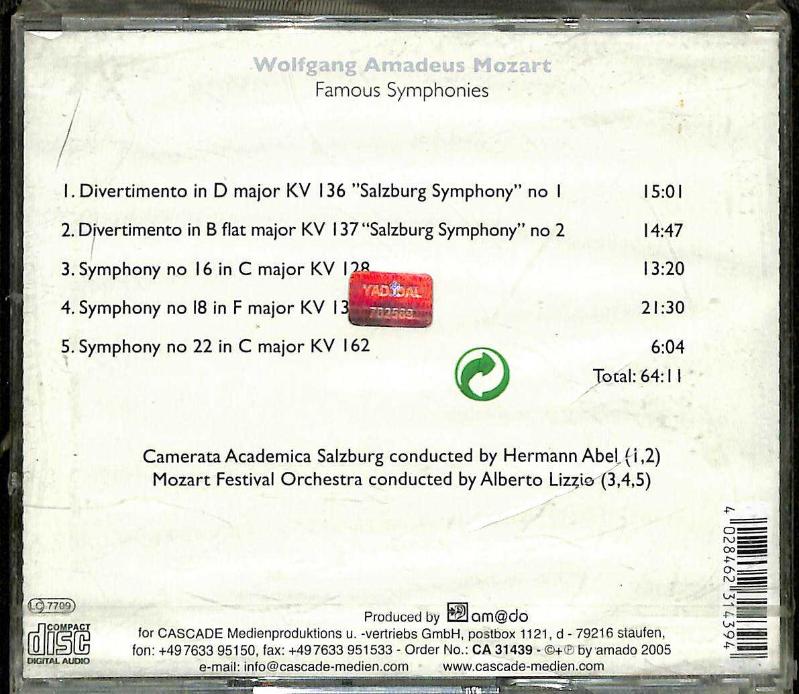 Wolfgang Amadeus Mozart
Famous Symphonies
1. Divertimento in D major KV 136 "Salzburg Symphony" no 1 15:01
2. Divertimento in B flat major KV 137 "Salzburg Symphony" no 2 14:47
3. Symphony no 16 in C major KV 128 13:20
4. Symphony no 18 in F major KV 13 21:30
YADJDAL
702589
5. Symphony no 22 in C major KV 162 6:04
Total: 64:11
Camerata Academica Salzburg conducted by Hermann Abel (1,2)
Mozart Festival Orchestra conducted by Alberto Lizzio (3,4,5)
4 028462 314394
LC 7709
COMPACT
disc
DIGITAL AUDIO
Produced by am@do
for CASCADE Medienproduktions u. -vertriebs GmbH, postbox 1121, d - 79216 staufen,
fon: +49 7633 95150, fax: +49 7633 951533 - Order No.: CA 31439 - ©+℗ by amado 2005
e-mail: info@cascade-medien.com · www.cascade-medien.com